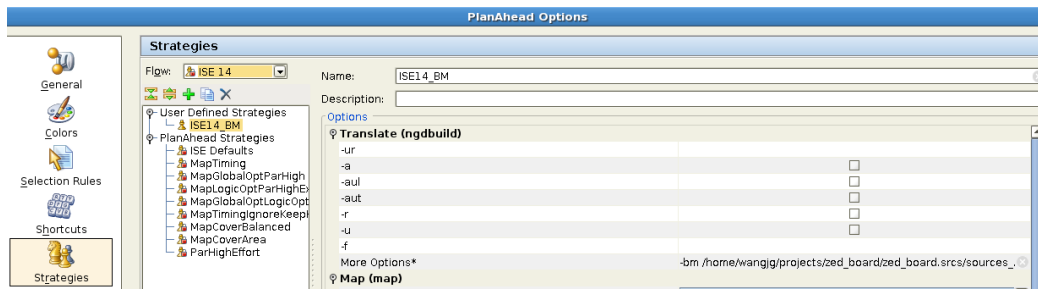 PlanAhead Options
General
Colors
Selection Rules
Shortcuts
Strategies
Strategies
Flow: ISE 14
User Defined Strategies
ISE14_BM
PlanAhead Strategies
ISE Defaults
MapTiming
MapGlobalOptParHigh
MapLogicOptParHighEx
MapGlobalOptLogicOpt
MapTimingIgnoreKeep
MapCoverBalanced
MapCoverArea
ParHighEffort
Name: ISE14_BM
Description:
Options
Translate (ngdbuild)
-ur
-a
-aul
-aut
-r
-u
-f
More Options* -bm /home/wangjg/projects/zed_board/zed_board.srcs/sources_.
Map (map)